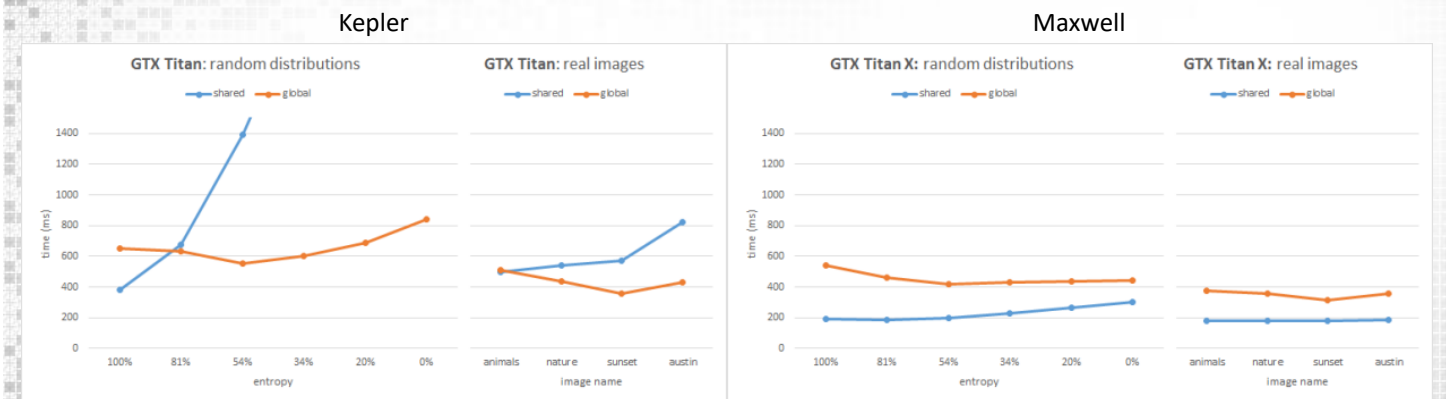 Kepler
Maxwell
GTX Titan: random distributions
shared global
1400
1200
1000
800
600
400
200
0
time (ms)
100% 81% 54% 34% 20% 0%
entropy
GTX Titan: real images
shared global
animals nature sunset austin
image name
GTX Titan X: random distributions
shared global
1400
1200
1000
800
600
400
200
0
time (ms)
100% 81% 54% 34% 20% 0%
entropy
GTX Titan X: real images
shared global
animals nature sunset austin
image name